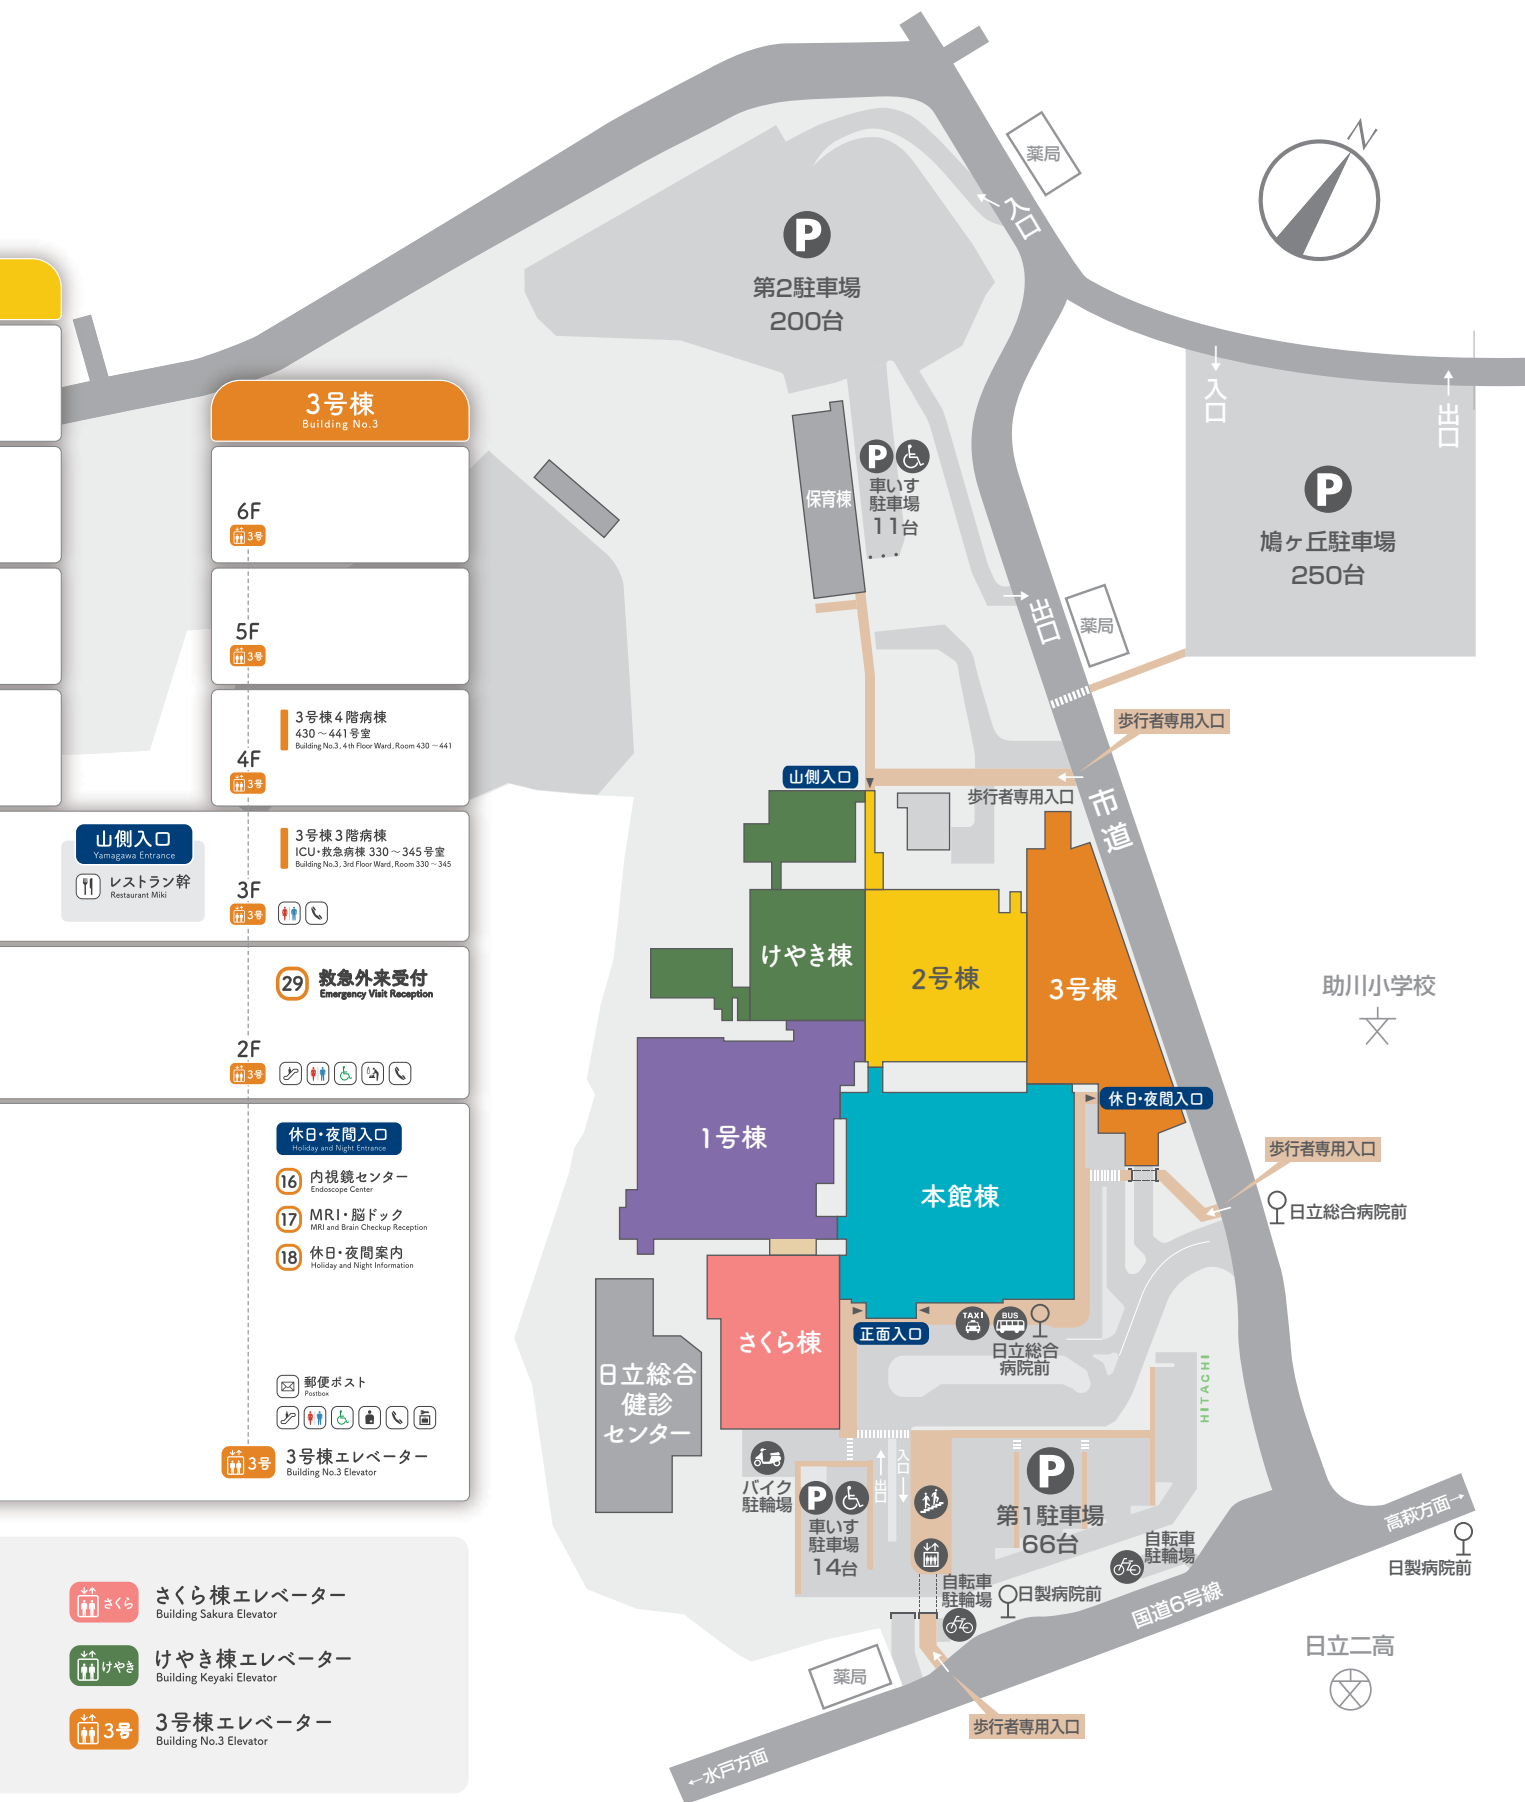 3号棟
Building No.3
6F
3号
5F
3号
3号棟4階病棟
430～441号室
Building No.3, 4th Floor Ward, Room 430～441
4F
3号
山側入口
Yamagawa Entrance
レストラン幹
Restaurant Miki
3号棟3階病棟
ICU・救急病棟 330～345号室
Building No.3, 3rd Floor Ward, Room 330～345
3F
3号
29 救急外来受付
Emergency Visit Reception
2F
3号
休日・夜間入口
Holiday and Night Entrance
16 内視鏡センター
Endoscope Center
17 MRI・脳ドック
MRI and Brain Checkup Reception
18 休日・夜間案内
Holiday and Night Information
郵便ポスト
Postbox
3号 3号棟エレベーター
Building No.3 Elevator
さくら さくら棟エレベーター
Building Sakura Elevator
けやき けやき棟エレベーター
Building Keyaki Elevator
3号 3号棟エレベーター
Building No.3 Elevator
N
薬局
入口
P
第2駐車場
200台
入口
出口
P
鳩ヶ丘駐車場
250台
保育棟
P
車いす
駐車場
11台
出口
薬局
歩行者専用入口
山側入口
歩行者専用入口
市道
けやき棟
2号棟
3号棟
助川小学校
文
休日・夜間入口
1号棟
本館棟
歩行者専用入口
日立総合病院前
正面入口
TAXI
BUS
日立総合
病院前
さくら棟
日立総合
健診
センター
HITACHI
バイク
駐輪場
P
車いす
駐車場
14台
出口
入口
P
第1駐車場
66台
自転車
駐輪場
高萩方面→
日製病院前
自転車
駐輪場
日製病院前
国道6号線
日立二高
文
薬局
歩行者専用入口
←水戸方面